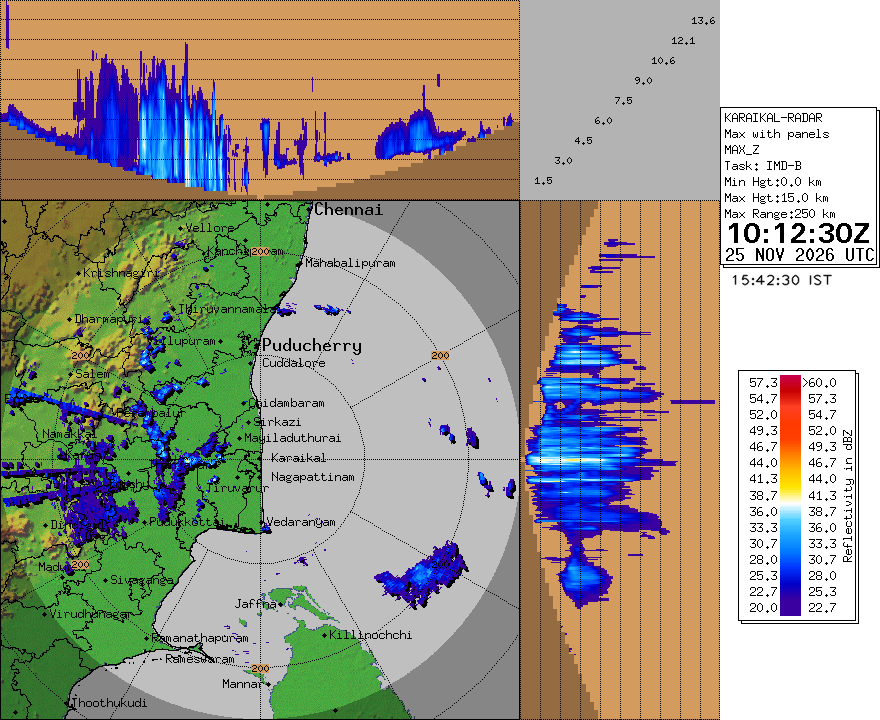 13.6
12.1
10.6
9.0
7.5
6.0
4.5
3.0
1.5
KARAIKAL-RADAR
Max with panels
MAX_Z
Task: IMD-B
Min Hgt:0.0 km
Max Hgt:15.0 km
Max Range:250 km
10:12:30Z
25 NOV 2026 UTC
15:42:30 IST
Chennai
Vellore
200
Mahabalipuram
Krishnagiri
Thiruvannamalai
Dharmapuri
Puducherry
200
200
Cuddalore
Salem
Chidambaram
Perambalur
Sirkazi
Namakkal
Mayiladuthurai
Karaikal
Nagapattinam
Tiruvarur
Pudukkottai
Vedaranyam
200
Sivaganga
Jaffna
Virudhunagar
Ramanathapuram
Killinochchi
Rameswaram
200
Mannar
Thoothukudi
57.3 >60.0
54.7 57.3
52.0 54.7
49.3 52.0
46.7 49.3
44.0 46.7
41.3 44.0
38.7 41.3
36.0 38.7
33.3 36.0
30.7 33.3
28.0 30.7
25.3 28.0
22.7 25.3
20.0 22.7
Reflectivity in dBZ